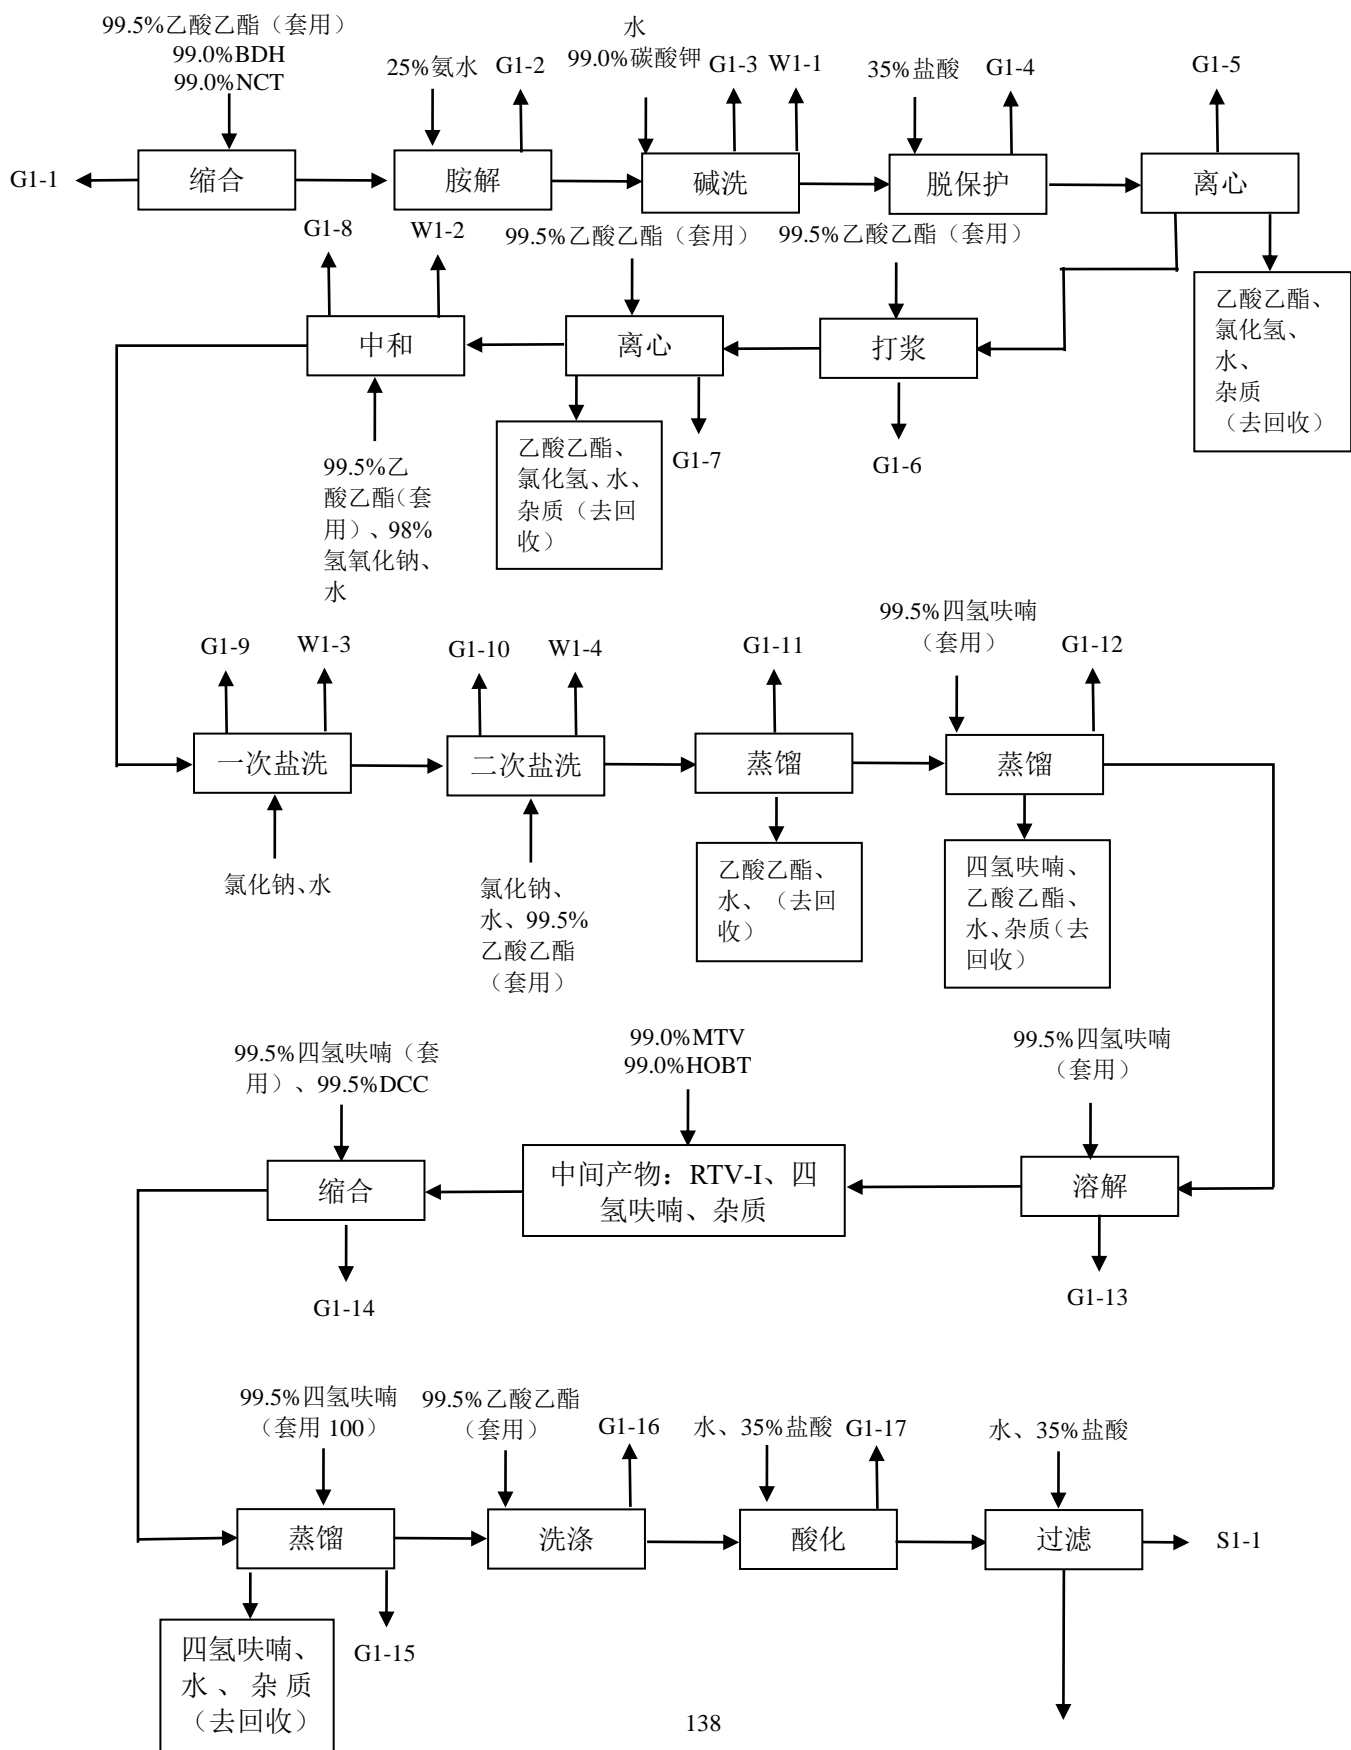 99.5%乙酸乙酯（套用）
99.0%BDH
99.0%NCT
25%氨水
G1-2
水
99.0%碳酸钾
G1-3
W1-1
35%盐酸
G1-4
G1-5
G1-1
缩合
胺解
碱洗
脱保护
离心
G1-8
W1-2
99.5%乙酸乙酯（套用）
99.5%乙酸乙酯（套用）
乙酸乙酯、
氯化氢、
水、
杂质
（去回收）
中和
离心
打浆
99.5%乙
酸乙酯（套
用）、98%
氢氧化钠、
水
乙酸乙酯、
氯化氢、水、
杂质（去回
收）
G1-7
G1-6
G1-9
W1-3
G1-10
W1-4
G1-11
99.5%四氢呋喃
（套用）
G1-12
一次盐洗
二次盐洗
蒸馏
蒸馏
氯化钠、水
氯化钠、
水、99.5%
乙酸乙酯
（套用）
乙酸乙酯、
水、（去回
收）
四氢呋喃、
乙酸乙酯、
水、杂质（去
回收）
99.5%四氢呋喃（套
用）、99.5%DCC
99.0%MTV
99.0%HOBT
99.5%四氢呋喃
（套用）
缩合
中间产物：RTV-I、四
氢呋喃、杂质
溶解
G1-14
G1-13
99.5%四氢呋喃
（套用 100）
99.5%乙酸乙酯
（套用）
G1-16
水、35%盐酸
G1-17
水、35%盐酸
蒸馏
洗涤
酸化
过滤
S1-1
四氢呋喃、
水、杂质
（去回收）
G1-15
138